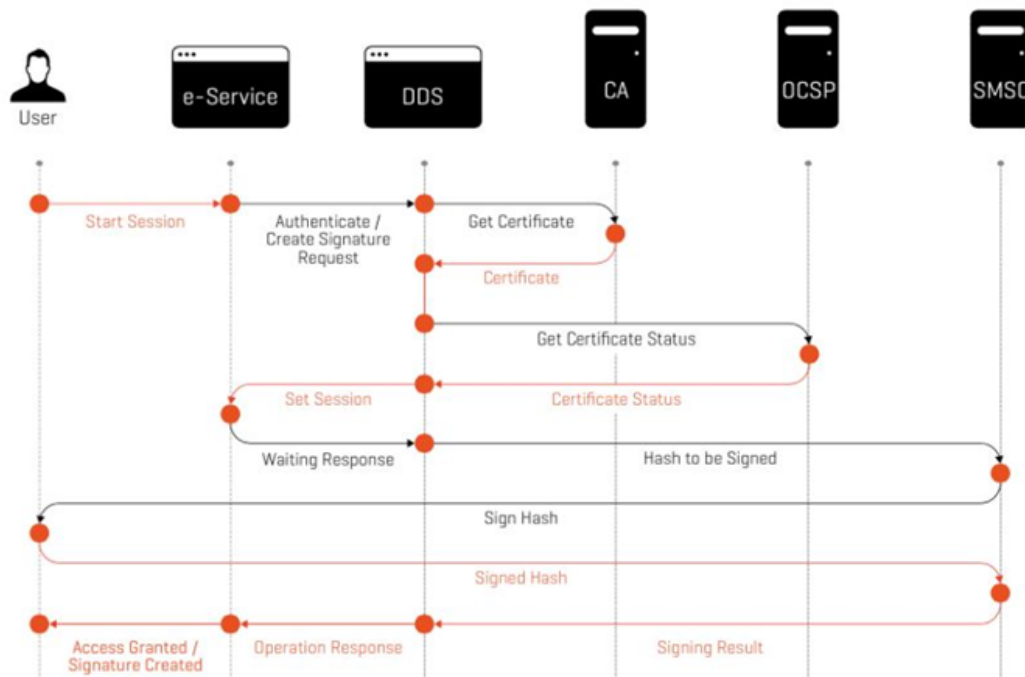 User
e-Service
DDS
CA
OCSP
SMSC
Start Session
Authenticate /
Create Signature
Request
Get Certificate
Certificate
Get Certificate Status
Set Session
Certificate Status
Waiting Response
Hash to be Signed
Sign Hash
Signed Hash
Access Granted /
Signature Created
Operation Response
Signing Result